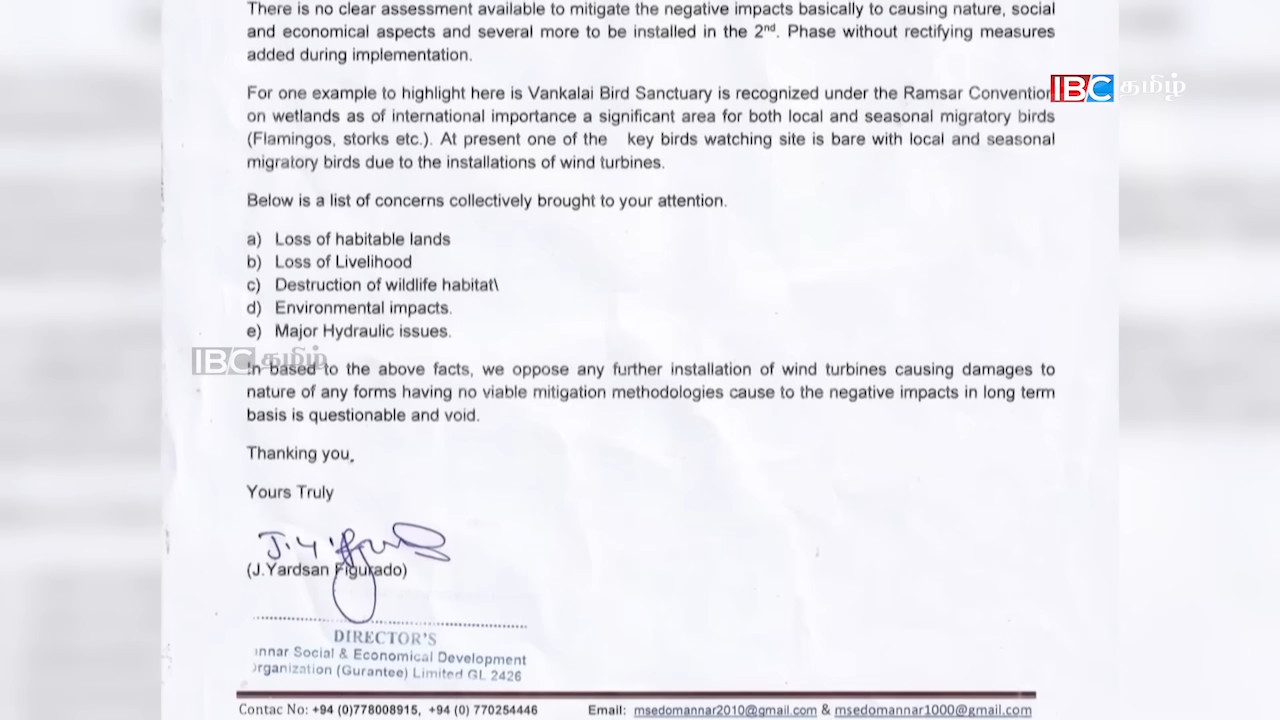 There is no clear assessment available to mitigate the negative impacts basically to causing nature, social
and economical aspects and several more to be installed in the 2nd. Phase without rectifying measures
added during implementation.
For one example to highlight here is Vankalai Bird Sanctuary is recognized under the Ramsar Convention
IBC தமிழ்
on wetlands as of international importance a significant area for both local and seasonal migratory birds
(Flamingos, storks etc.). At present one of the key birds watching site is bare with local and seasonal
migratory birds due to the installations of wind turbines.
Below is a list of concerns collectively brought to your attention.
a) Loss of habitable lands
b) Loss of Livelihood
c) Destruction of wildlife habitat\
d) Environmental impacts.
e) Major Hydraulic issues.
IBC தமிழ்
In based to the above facts, we oppose any further installation of wind turbines causing damages to
nature of any forms having no viable mitigation methodologies cause to the negative impacts in long term
basis is questionable and void.
Thanking you.
Yours Truly
(J.Yardsan Figurado)
DIRECTOR'S
nnar Social & Economical Development
rganization (Gurantee) Limited GL 2426
Contac No: +94 (0)778008915, +94 (0) 770254446 Email: msedomannar2010@gmail.com & msedomannar1000@gmail.com